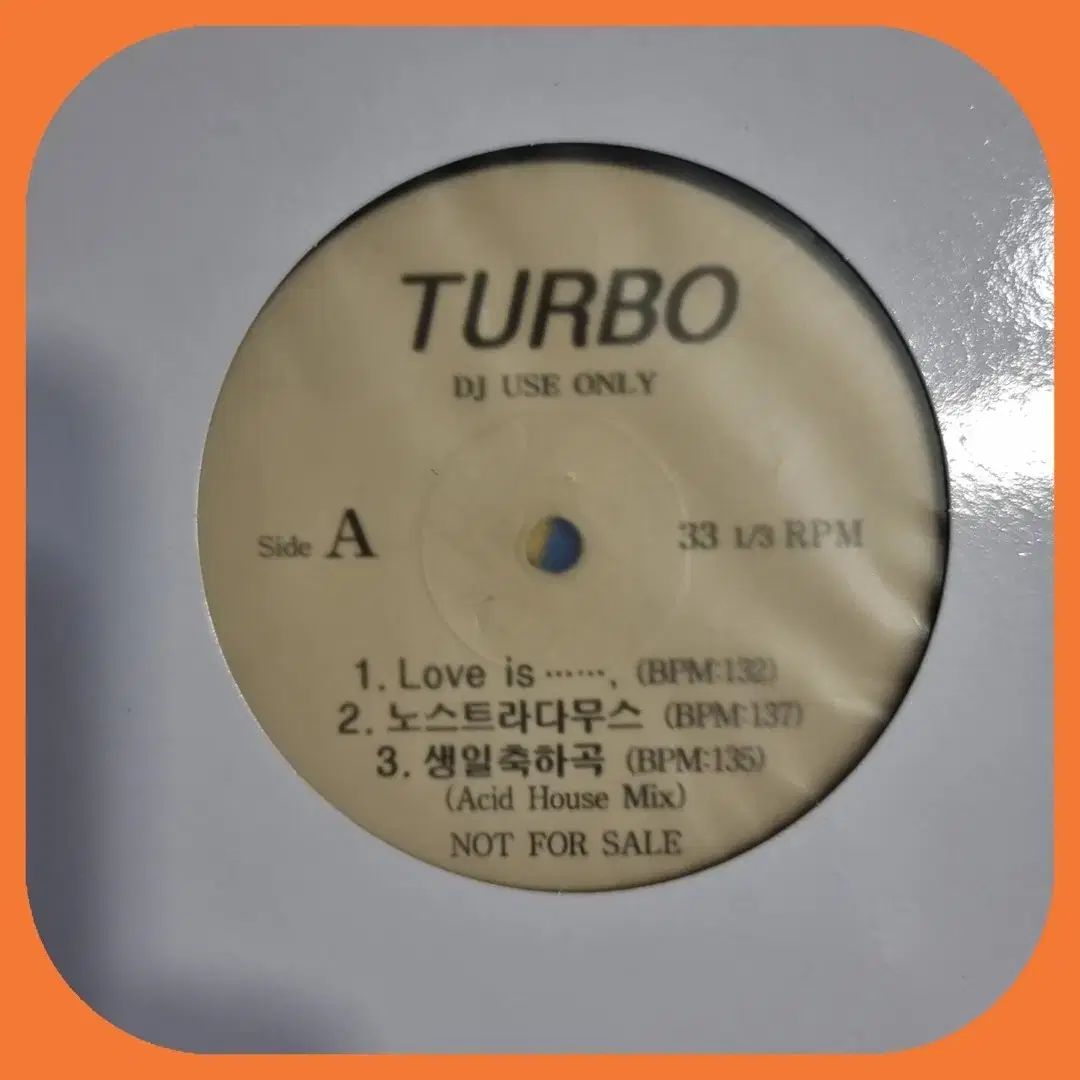 TURBO
DJ USE ONLY
Side A
33 1/3 RPM
1. Love is ……, (BPM:132)
2. 노스트라다무스 (BPM:137)
3. 생일축하곡 (BPM:135)
(Acid House Mix)
NOT FOR SALE